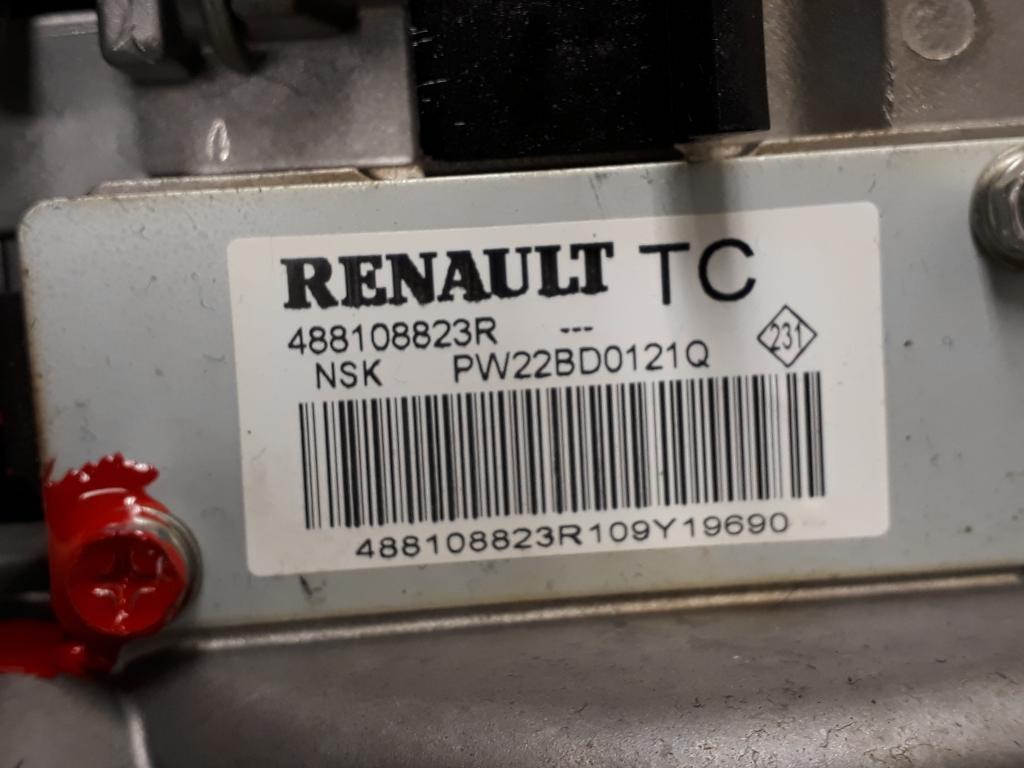 RENAULT TC
488108823R ---
231
NSK PW22BD0121Q
488108823R109Y19690